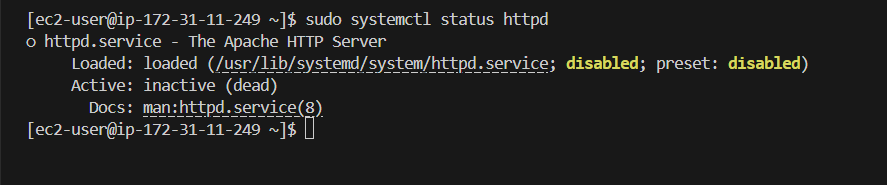 [ec2-user@ip-172-31-11-249 ~]$ sudo systemctl status httpd
○ httpd.service - The Apache HTTP Server
     Loaded: loaded (/usr/lib/systemd/system/httpd.service; disabled; preset: disabled)
     Active: inactive (dead)
       Docs: man:httpd.service(8)
[ec2-user@ip-172-31-11-249 ~]$